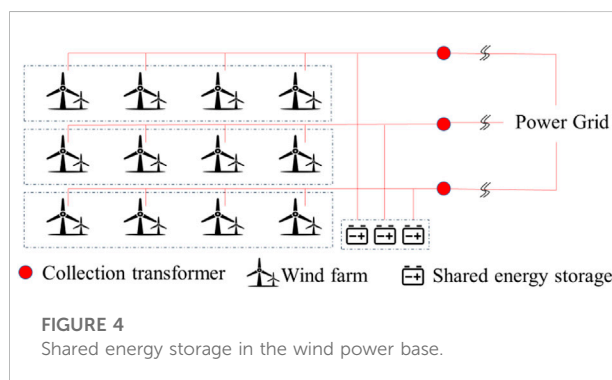 Power Grid
Collection transformer Wind farm Shared energy storage
FIGURE 4
Shared energy storage in the wind power base.